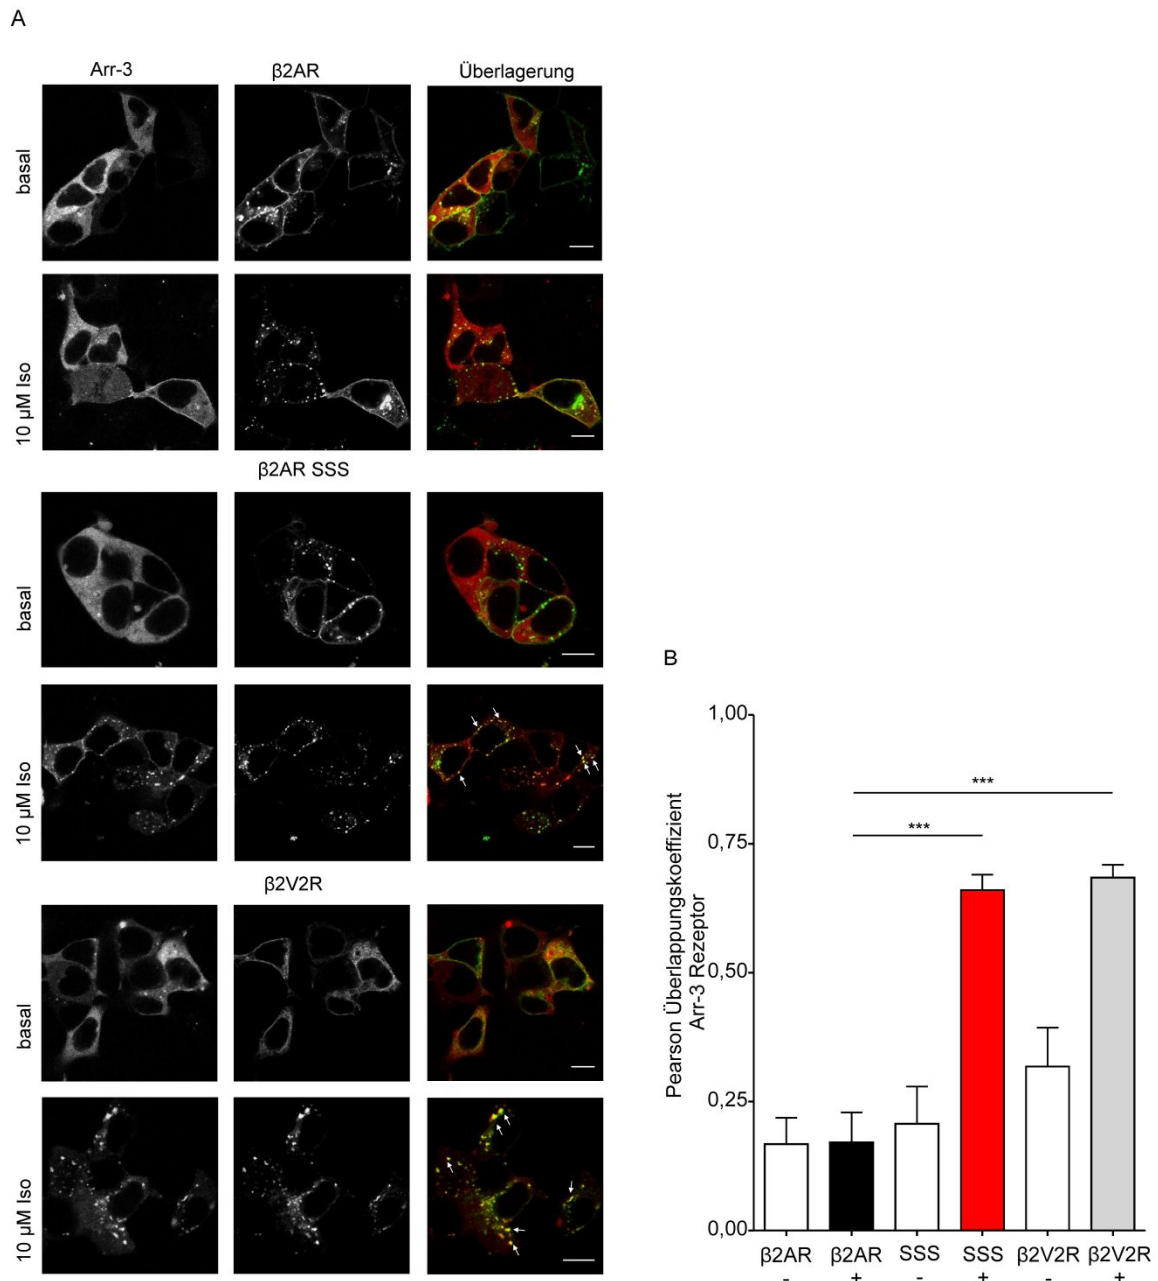 A
Arr-3 β2AR Überlagerung
basal
10 µM Iso
β2AR SSS
basal
10 µM Iso
β2V2R
basal
10 µM Iso
B
Pearson Überlappungskoeffizient
Arr-3 Rezeptor
1,00
0,75
0,50
0,25
0,00
***
***
β2AR β2AR SSS SSS β2V2R β2V2R
- + - + - +